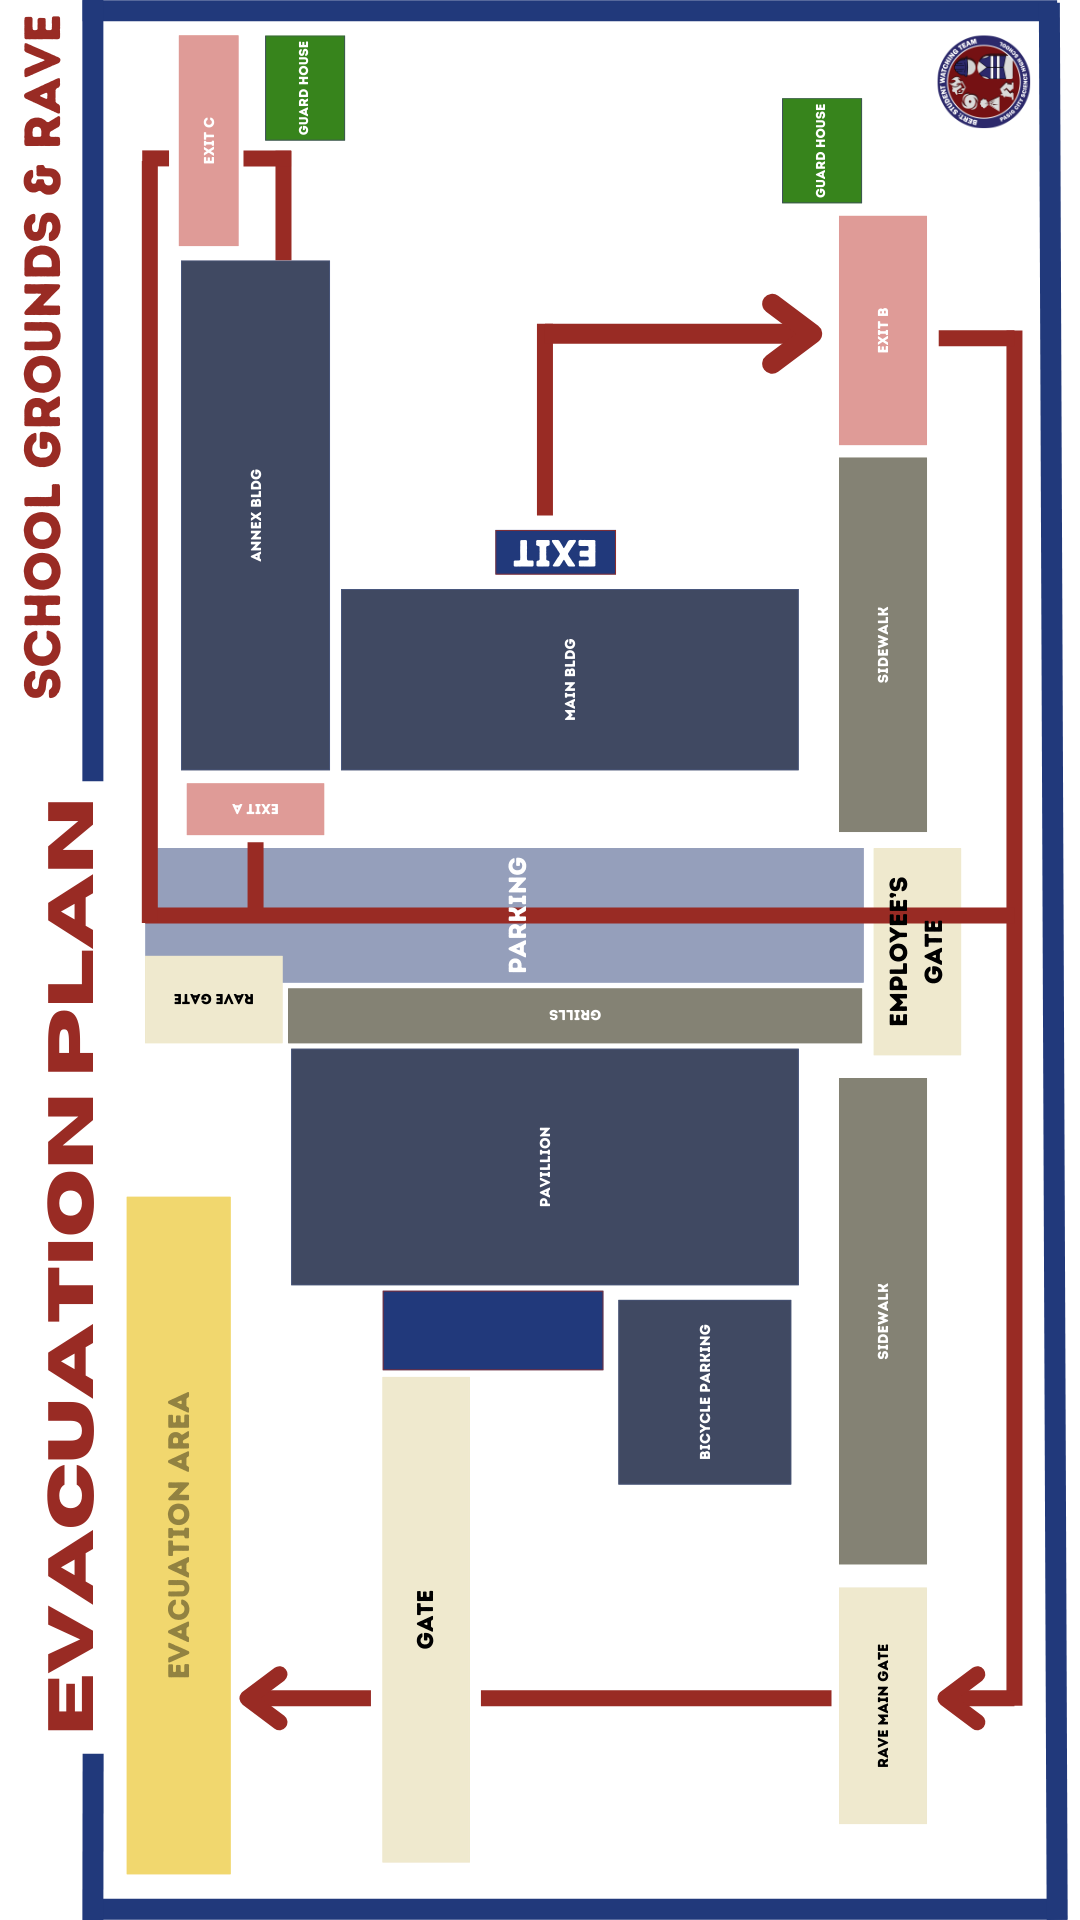 EVACUATION PLAN
SCHOOL GROUNDS & RAVE
EXIT C
GUARD HOUSE
GUARD HOUSE
BERT: STUDENT WATCHING TEAM
PASIG CITY SCIENCE HIGH SCHOOL
EXIT B
ANNEX BLDG
EXIT
MAIN BLDG
SIDEWALK
EXIT A
PARKING
EMPLOYEE'S
GATE
RAVE GATE
GRILLS
PAVILLION
SIDEWALK
EVACUATION AREA
BICYCLE PARKING
GATE
RAVE MAIN GATE